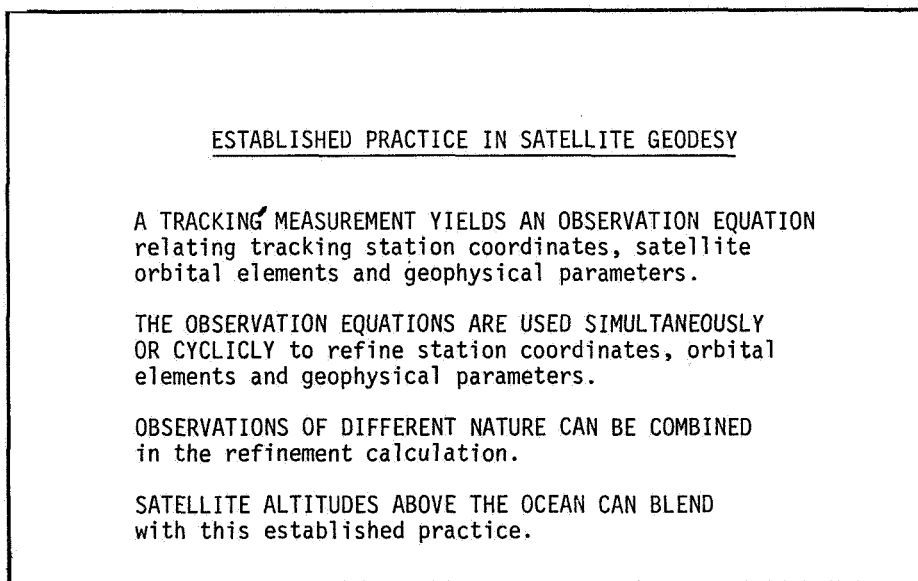 ESTABLISHED PRACTICE IN SATELLITE GEODESY
A TRACKING MEASUREMENT YIELDS AN OBSERVATION EQUATION
relating tracking station coordinates, satellite
orbital elements and geophysical parameters.
THE OBSERVATION EQUATIONS ARE USED SIMULTANEOUSLY
OR CYCLICLY to refine station coordinates, orbital
elements and geophysical parameters.
OBSERVATIONS OF DIFFERENT NATURE CAN BE COMBINED
in the refinement calculation.
SATELLITE ALTITUDES ABOVE THE OCEAN CAN BLEND
with this established practice.